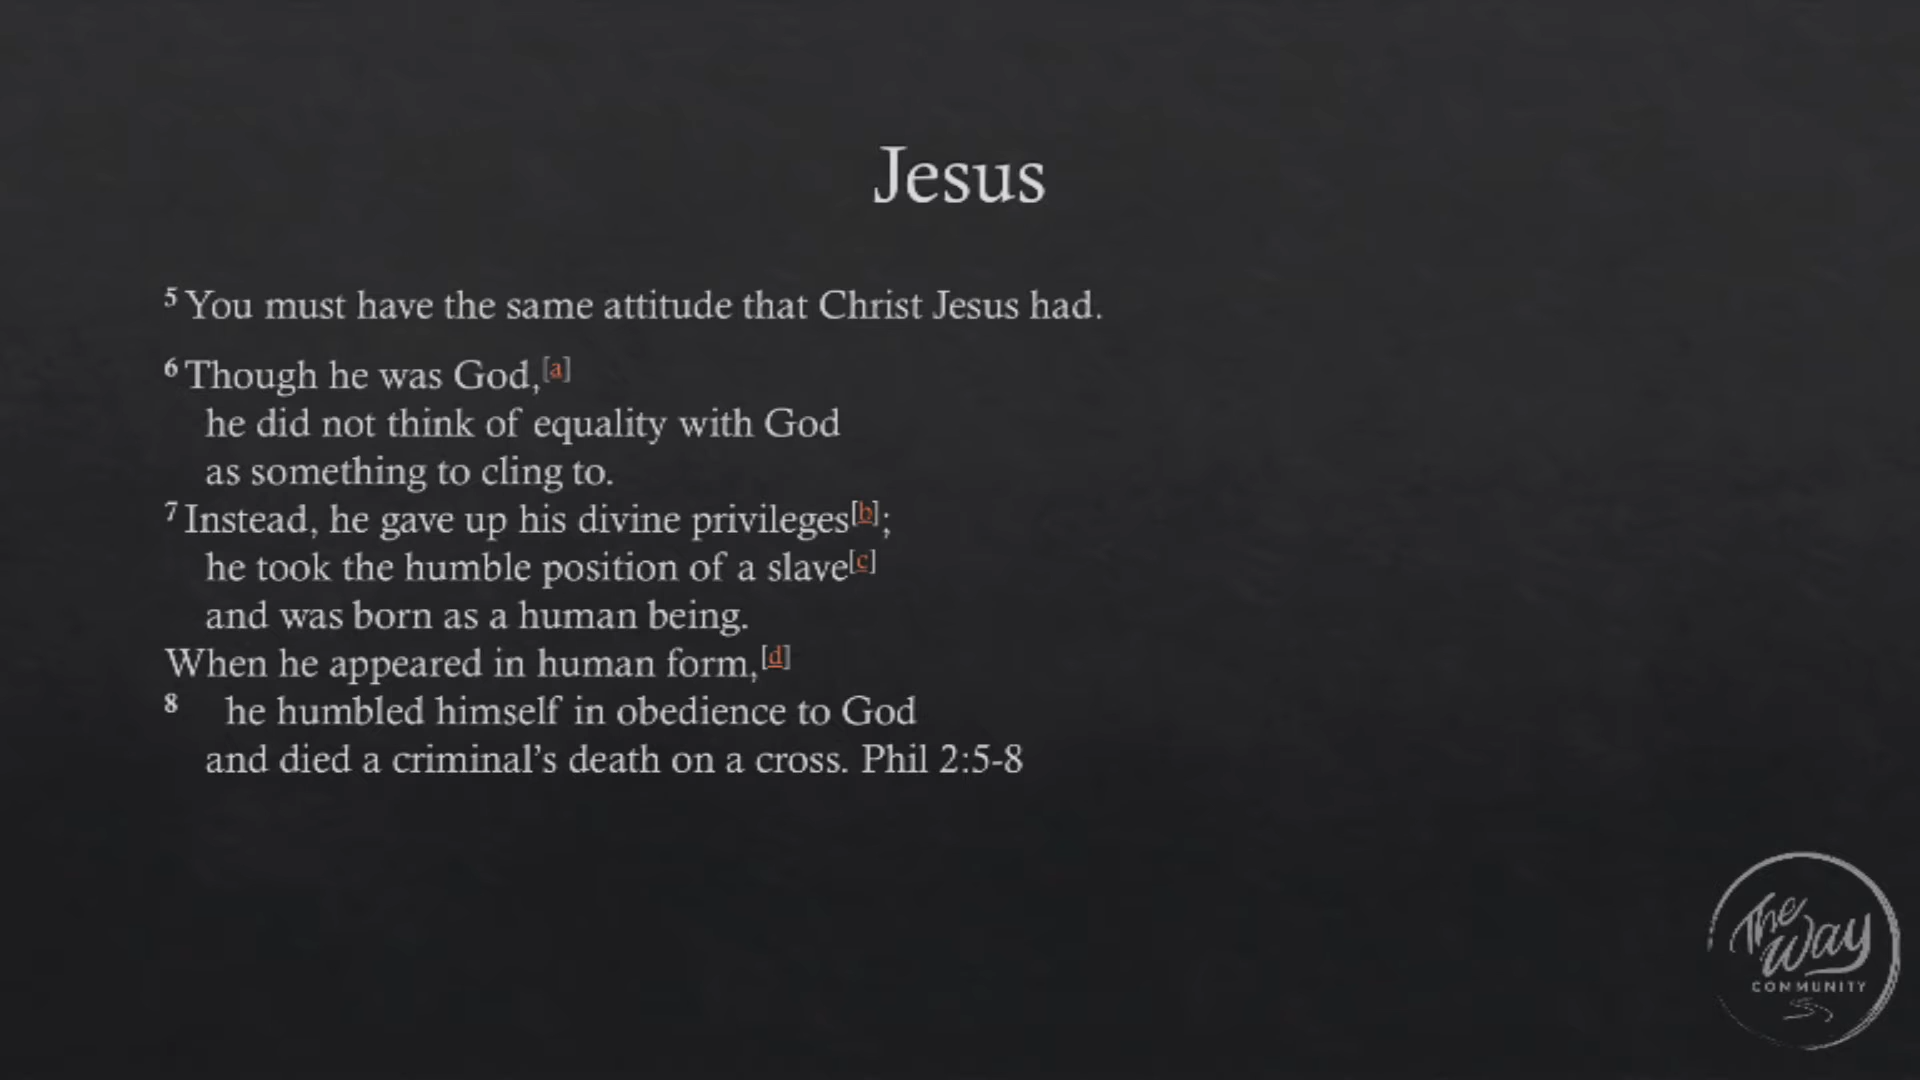 Jesus
5 You must have the same attitude that Christ Jesus had.
6 Though he was God,[a]
he did not think of equality with God
as something to cling to.
7 Instead, he gave up his divine privileges[b];
he took the humble position of a slave[c]
and was born as a human being.
When he appeared in human form,[d]
8 he humbled himself in obedience to God
and died a criminal’s death on a cross. Phil 2:5-8
The
Way
COMMUNITY